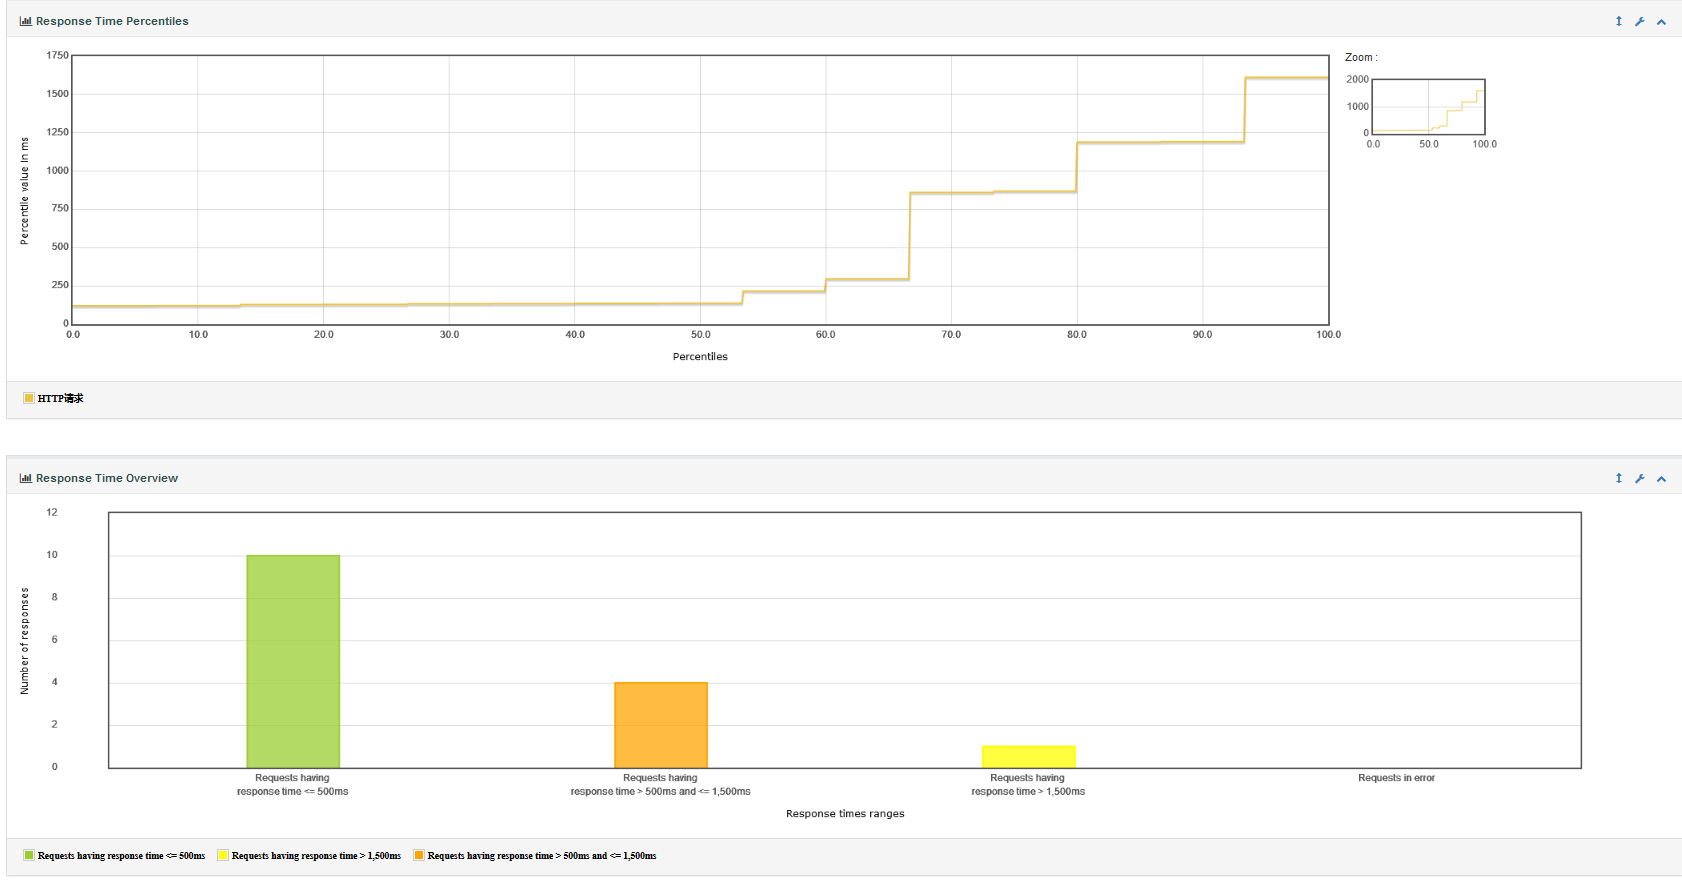 Response Time Percentiles
1750
1500
1250
1000
750
500
250
0
Percentile value in ms
0.0 10.0 20.0 30.0 40.0 50.0 60.0 70.0 80.0 90.0 100.0
Percentiles
Zoom :
2000
1000
0
0.0 50.0 100.0
HTTP请求
Response Time Overview
12
10
8
6
4
2
0
Number of responses
Requests having
response time <= 500ms
Requests having
response time > 500ms and <= 1,500ms
Requests having
response time > 1,500ms
Requests in error
Response times ranges
Requests having response time <= 500ms Requests having response time > 1,500ms Requests having response time > 500ms and <= 1,500ms